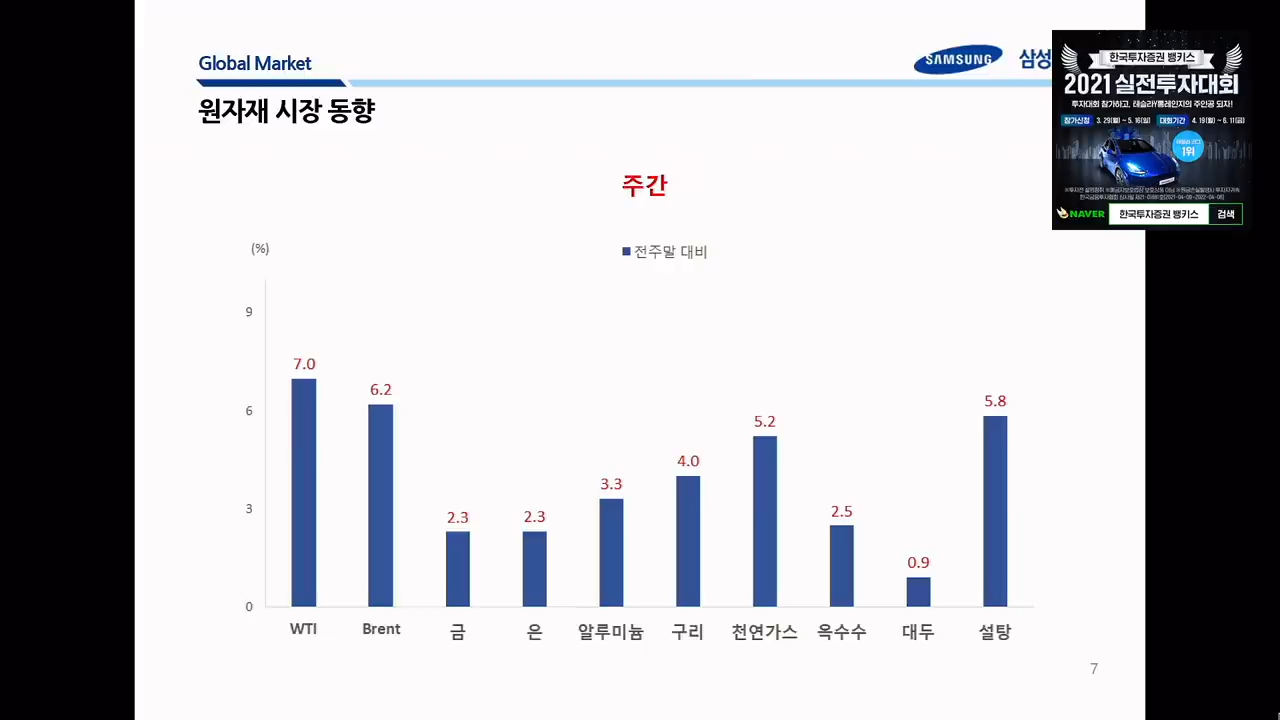 Global Market
SAMSUNG 삼성
원자재 시장 동향
한국투자증권 뱅키스
2021 실전투자대회
투자대회 참가하고, 테슬라Y롱레인지의 주인공 되자!
참가신청 3. 29(월) ~ 5. 16(일) 대회기간 4. 19(월) ~ 6. 11(금)
1위
NAVER 한국투자증권 뱅키스 검색
주간
(%)
전주말 대비
9
6
3
0
7.0
6.2
2.3
2.3
3.3
4.0
5.2
2.5
0.9
5.8
WTI Brent 금 은 알루미늄 구리 천연가스 옥수수 대두 설탕
7